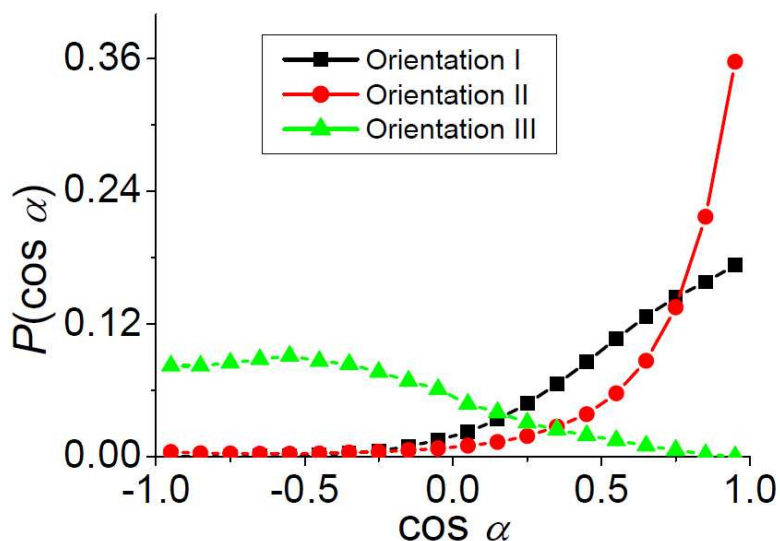 0.36
0.24
0.12
0.00
P(cos α)
Orientation I
Orientation II
Orientation III
-1.0 -0.5 0.0 0.5 1.0
cos α